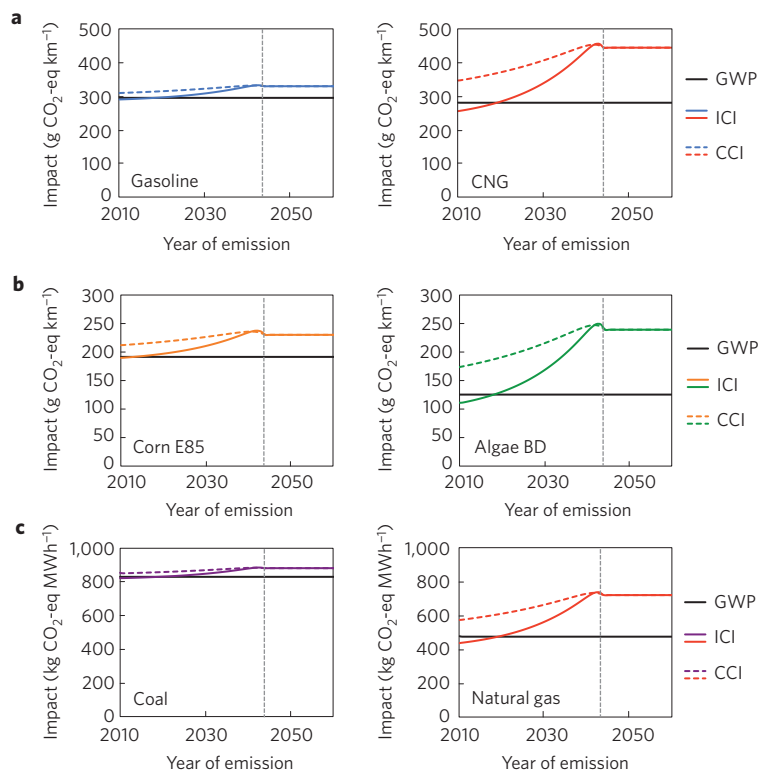 a
Impact (g CO2-eq km−1)
500
400
300
200
300
100
0
Gasoline
2010
2030
2050
Year of emission
Impact (g CO2-eq km−1)
500
400
300
200
100
0
CNG
2010
2030
2050
Year of emission
GWP
ICI
CCI
b
Impact (g CO2-eq km−1)
300
250
200
150
100
50
0
Corn E85
2010
2030
2050
Year of emission
Impact (g CO2-eq km−1)
300
250
200
150
100
50
0
Algae BD
2010
2030
2050
Year of emission
GWP
ICI
CCI
c
Impact (kg CO2-eq MWh−1)
1,000
800
600
400
200
0
Coal
2010
2030
2050
Year of emission
Impact (kg CO2-eq MWh−1)
1,000
800
600
400
200
0
Natural gas
2010
2030
2050
Year of emission
GWP
ICI
CCI